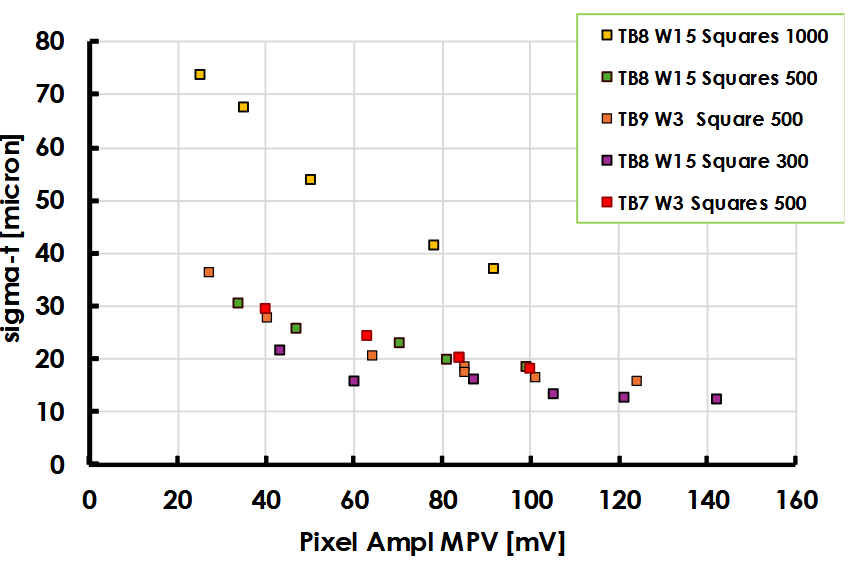 80
70
60
50
40
30
20
10
0
sigma-t [micron]
TB8 W15 Squares 1000
TB8 W15 Squares 500
TB9 W3 Square 500
TB8 W15 Square 300
TB7 W3 Squares 500
0 20 40 60 80 100 120 140 160
Pixel Ampl MPV [mV]